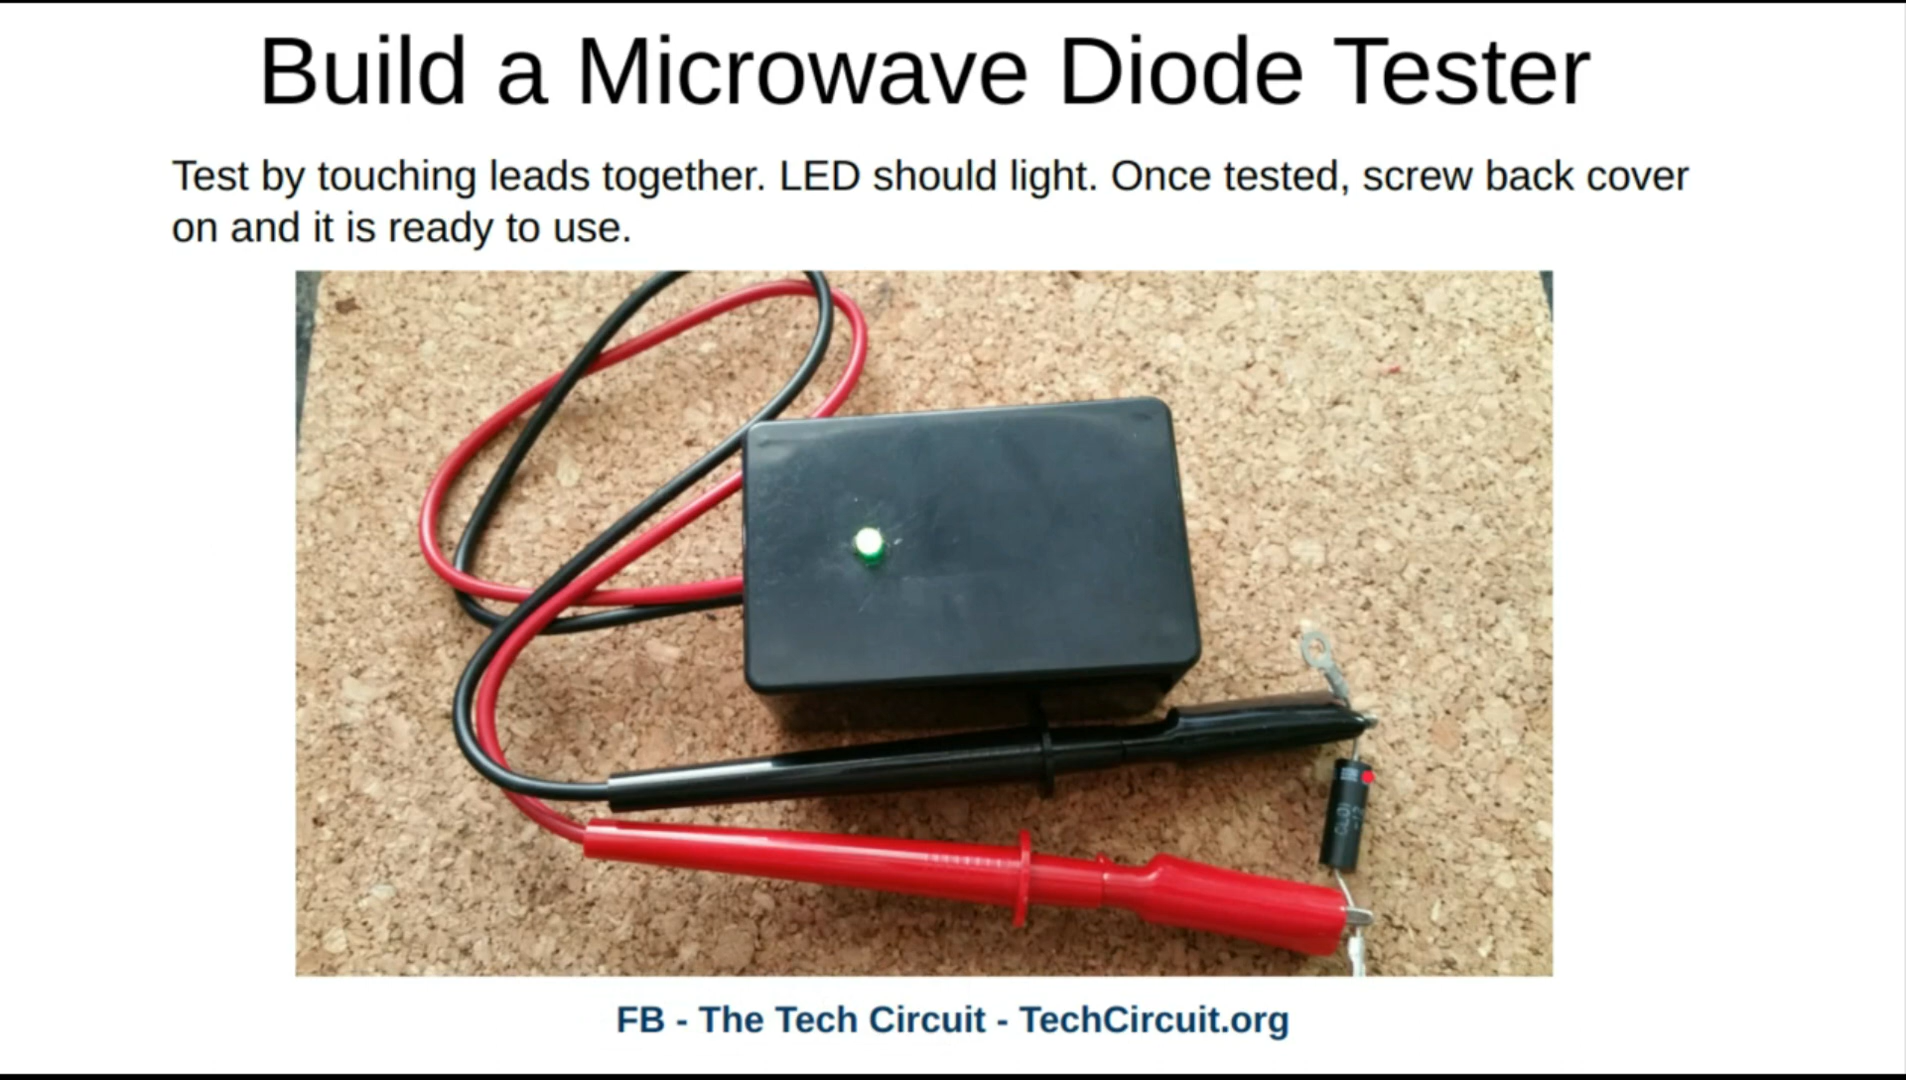 Build a Microwave Diode Tester
Test by touching leads together. LED should light. Once tested, screw back cover
on and it is ready to use.
FB - The Tech Circuit - TechCircuit.org